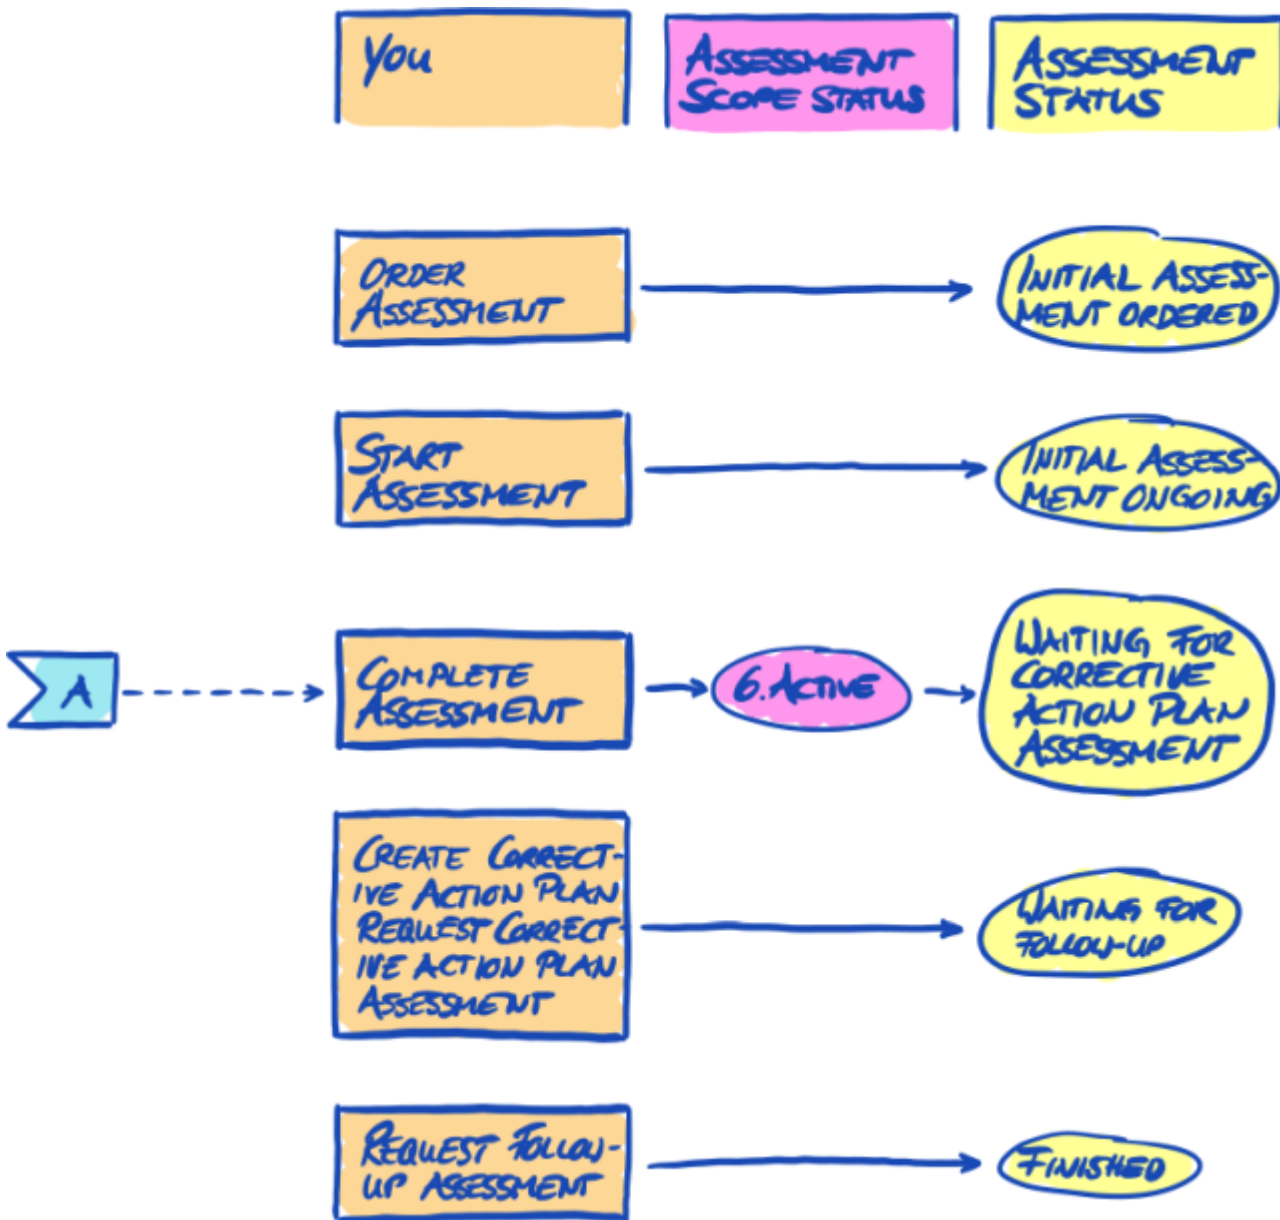 You
ASSESSMENT
SCOPE STATUS
ASSESSMENT
STATUS
ORDER
ASSESSMENT
INITIAL ASSESS-
MENT ORDERED
START
ASSESSMENT
INITIAL ASSESS-
MENT ONGOING
A
COMPLETE
ASSESSMENT
6. ACTIVE
WAITING FOR
CORRECTIVE
ACTION PLAN
ASSESSMENT
CREATE CORRECT-
IVE ACTION PLAN
REQUEST CORRECT-
IVE ACTION PLAN
ASSESSMENT
WAITING FOR
FOLLOW-UP
REQUEST FOLLOW-
UP ASSESSMENT
FINISHED